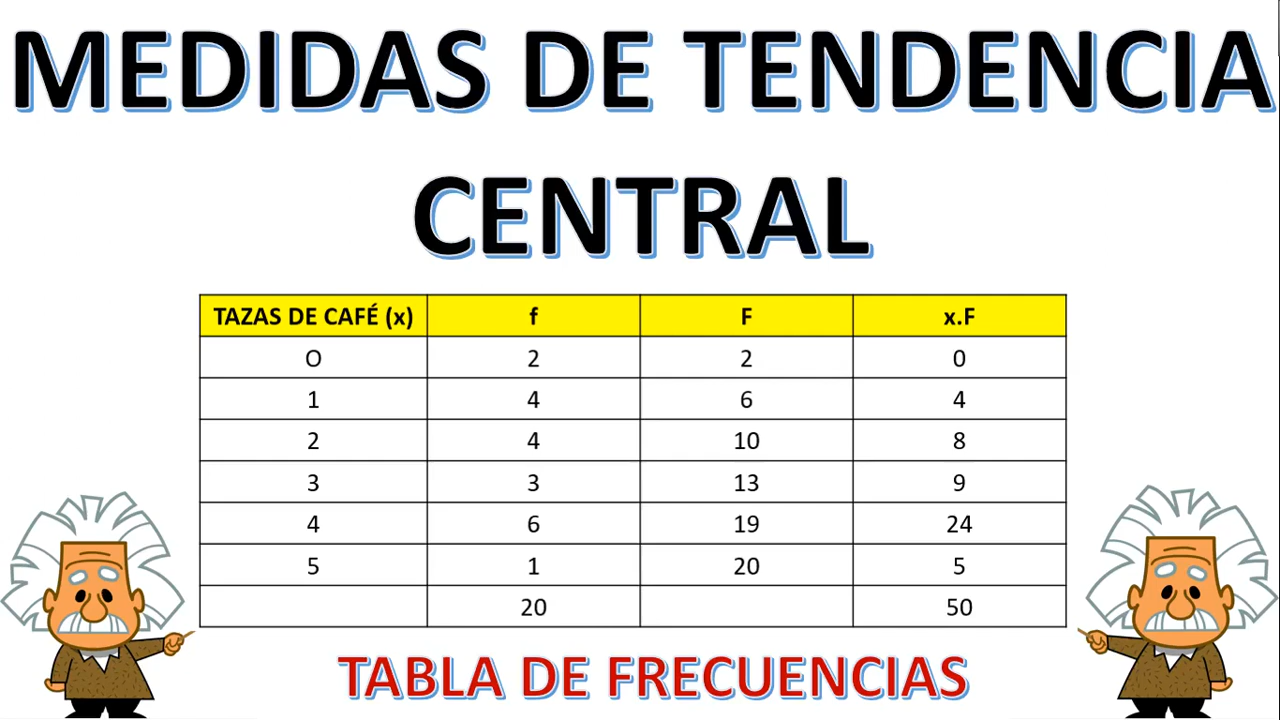 MEDIDAS DE TENDENCIA
CENTRAL
TAZAS DE CAFÉ (x) f F x.F
O 2 2 0
1 4 6 4
2 4 10 8
3 3 13 9
4 6 19 24
5 1 20 5
20 50
TABLA DE FRECUENCIAS